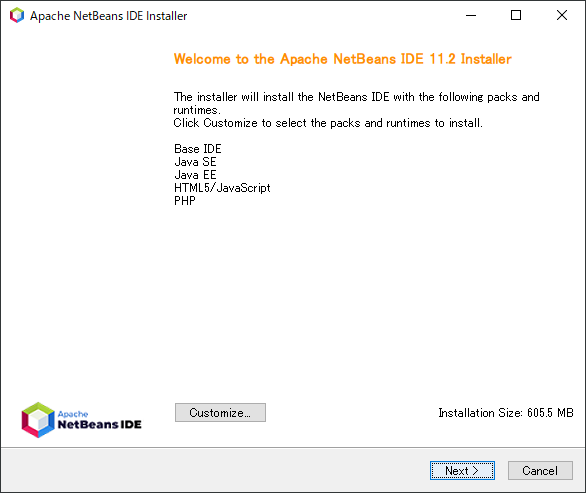 Apache NetBeans IDE Installer
Welcome to the Apache NetBeans IDE 11.2 Installer
The installer will install the NetBeans IDE with the following packs and
runtimes.
Click Customize to select the packs and runtimes to install.
Base IDE
Java SE
Java EE
HTML5/JavaScript
PHP
Apache
NetBeans IDE
Customize...
Installation Size: 605.5 MB
Next >
Cancel